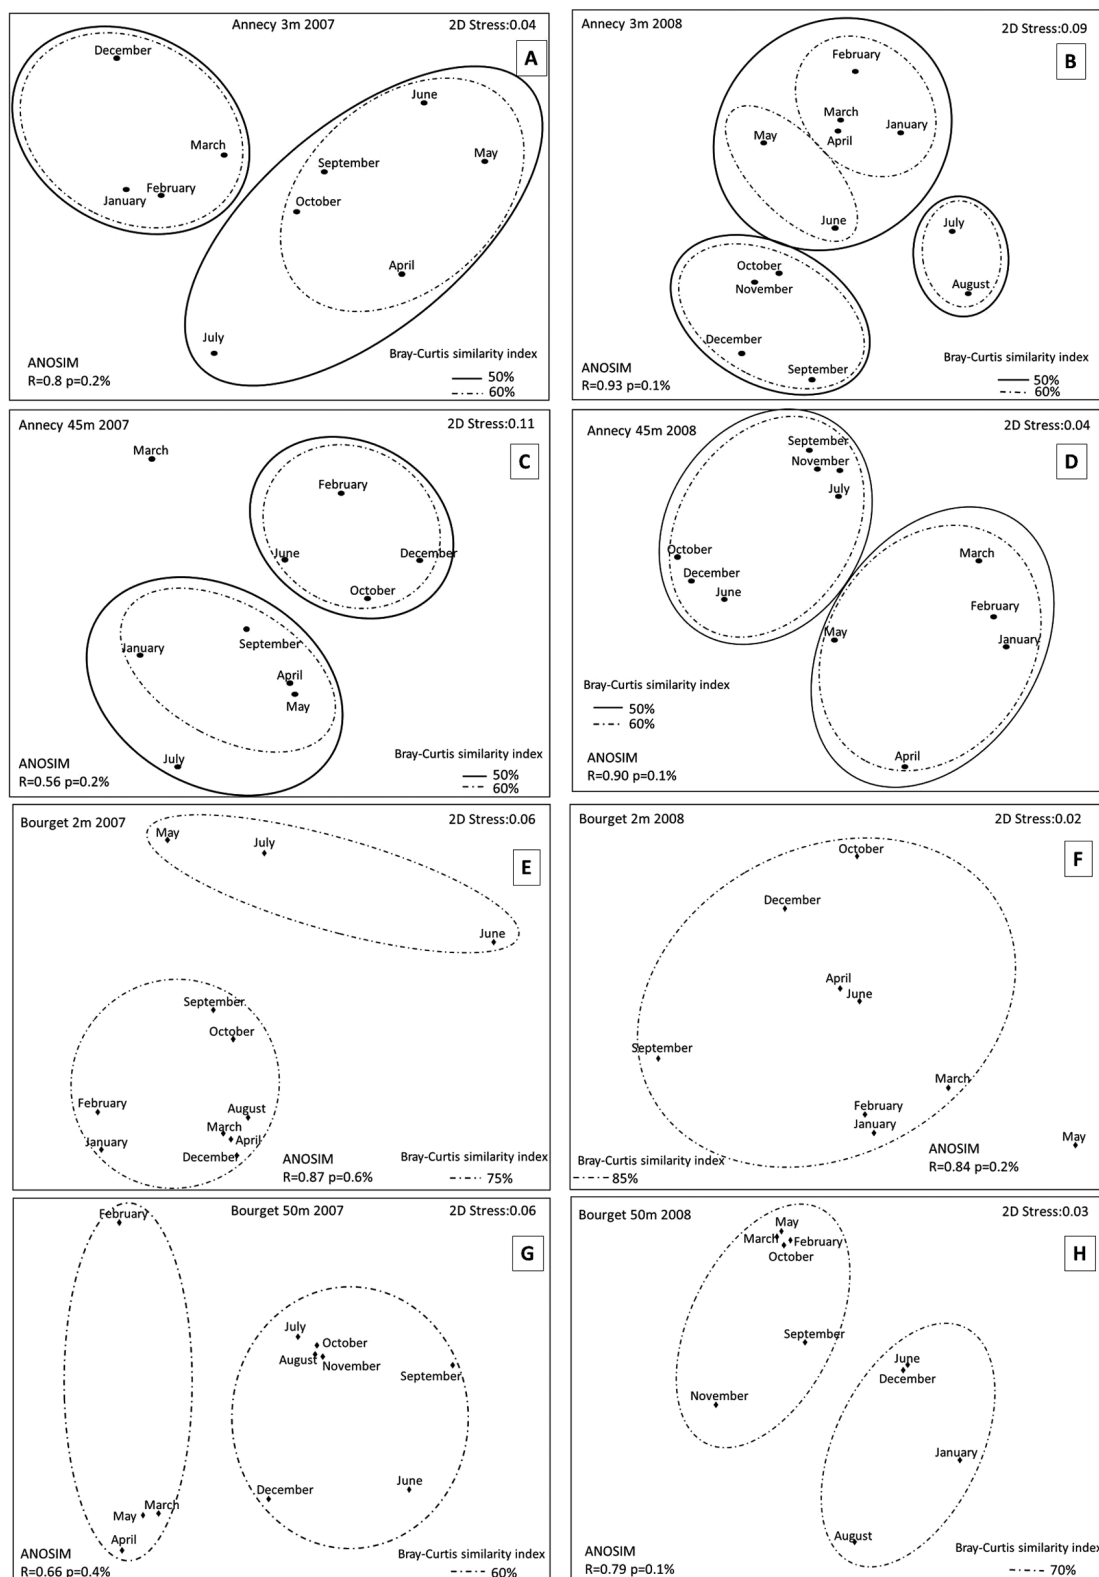 Annecy 3m 2007
2D Stress:0.04
A
December
June
March
May
September
January
February
October
April
July
ANOSIM
R=0.8 p=0.2%
Bray-Curtis similarity index
50%
60%
Annecy 3m 2008
2D Stress:0.09
B
February
March
January
May
April
June
July
August
October
November
December
September
ANOSIM
R=0.93 p=0.1%
Bray-Curtis similarity index
50%
60%
Annecy 45m 2007
2D Stress:0.11
C
March
February
June
December
October
September
January
April
May
July
ANOSIM
R=0.56 p=0.2%
Bray-Curtis similarity index
50%
60%
Annecy 45m 2008
2D Stress:0.04
D
September
November
July
October
December
June
March
February
May
January
April
Bray-Curtis similarity index
50%
60%
ANOSIM
R=0.90 p=0.1%
Bourget 2m 2007
2D Stress:0.06
E
May
July
June
September
October
February
August
March
January
April
December
ANOSIM
R=0.87 p=0.6%
Bray-Curtis similarity index
75%
Bourget 2m 2008
2D Stress:0.02
F
October
December
April
June
September
March
February
January
May
Bray-Curtis similarity index
85%
ANOSIM
R=0.84 p=0.2%
Bourget 50m 2007
2D Stress:0.06
G
February
July
October
August
November
September
December
June
May
March
April
ANOSIM
R=0.66 p=0.4%
Bray-Curtis similarity index
60%
Bourget 50m 2008
2D Stress:0.03
H
May
March
February
October
September
June
December
November
January
August
ANOSIM
R=0.79 p=0.1%
Bray-Curtis similarity index
70%